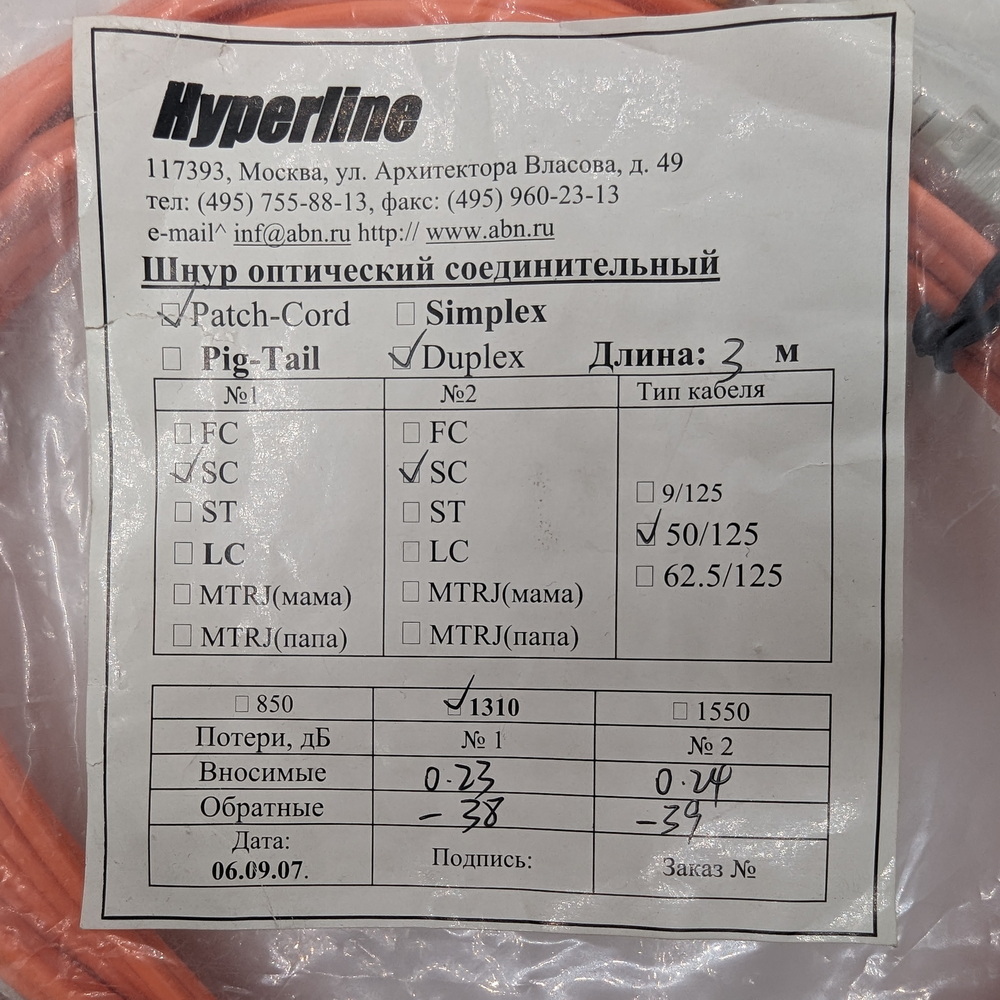 Hyperline
117393, Москва, ул. Архитектора Власова, д. 49
тел: (495) 755-88-13, факс: (495) 960-23-13
e-mail^ inf@abn.ru http:// www.abn.ru
Шнур оптический соединительный
☑ Patch-Cord ☐ Simplex
☐ Pig-Tail ☑ Duplex Длина: 3 м
№1 №2 Тип кабеля
☐ FC ☐ FC
☑ SC ☑ SC ☐ 9/125
☐ ST ☐ ST ☑ 50/125
☐ LC ☐ LC ☐ 62.5/125
☐ MTRJ(мама) ☐ MTRJ(мама)
☐ MTRJ(папа) ☐ MTRJ(папа)
☐ 850 ☑ 1310 ☐ 1550
Потери, дБ № 1 № 2
Вносимые 0.23 0.24
Обратные -38 -39
Дата:
06.09.07. Подпись: Заказ №